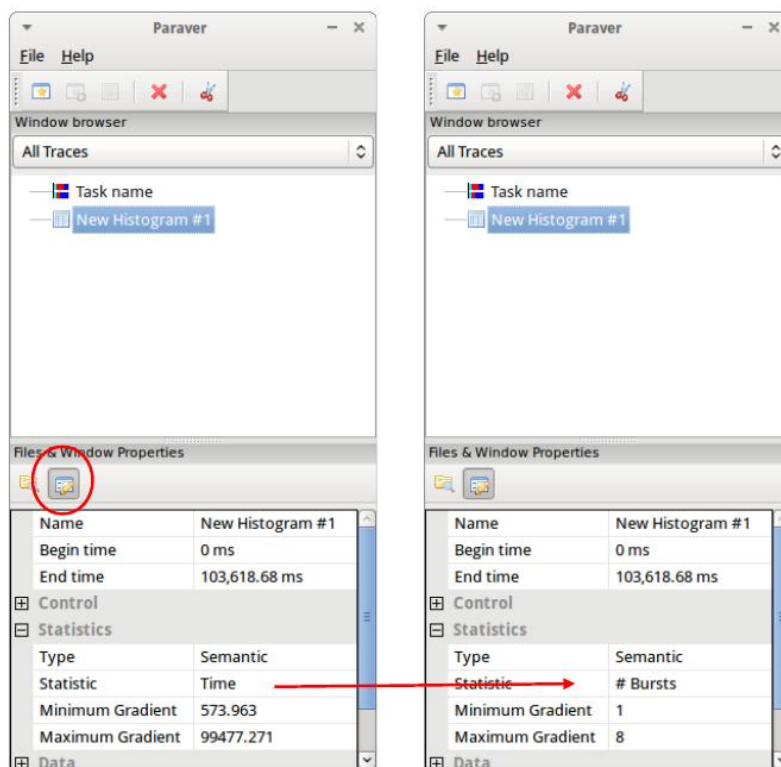 Paraver
File Help
Window browser
All Traces
Task name
New Histogram #1
Files & Window Properties
Name New Histogram #1
Begin time 0 ms
End time 103,618.68 ms
Control
Statistics
Type Semantic
Statistic Time
Minimum Gradient 573.963
Maximum Gradient 99477.271
Data
Paraver
File Help
Window browser
All Traces
Task name
New Histogram #1
Files & Window Properties
Name New Histogram #1
Begin time 0 ms
End time 103,618.68 ms
Control
Statistics
Type Semantic
Statistic # Bursts
Minimum Gradient 1
Maximum Gradient 8
Data